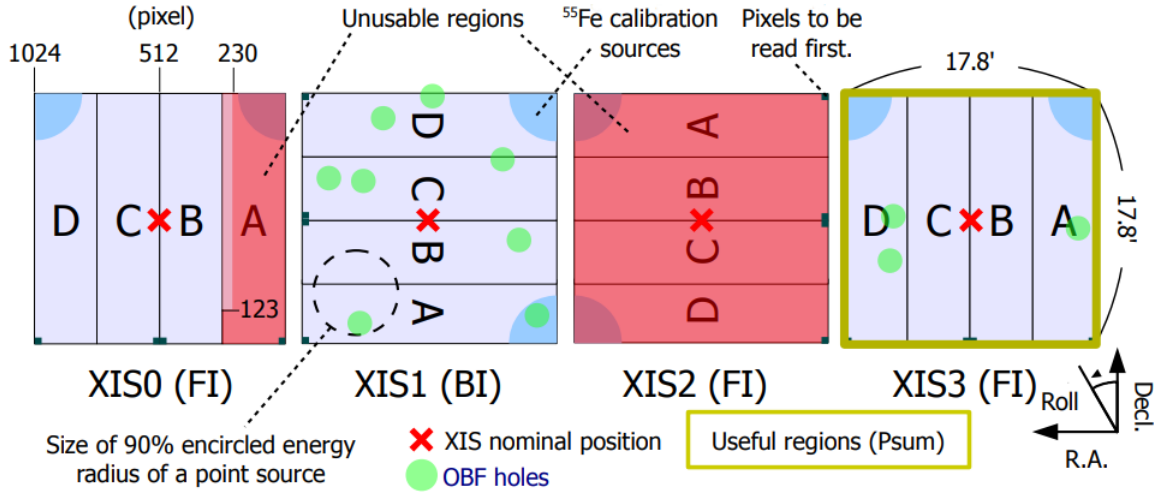 (pixel)
1024 512 230
Unusable regions
⁵⁵Fe calibration
sources
Pixels to be
read first.
17.8'
D C B A
123
D
C
B
A
A
B
C
D
D C B A
17.8'
XIS0 (FI)
XIS1 (BI)
XIS2 (FI)
XIS3 (FI)
Size of 90% encircled energy
radius of a point source
XIS nominal position
OBF holes
Useful regions (Psum)
Roll
Decl.
R.A.